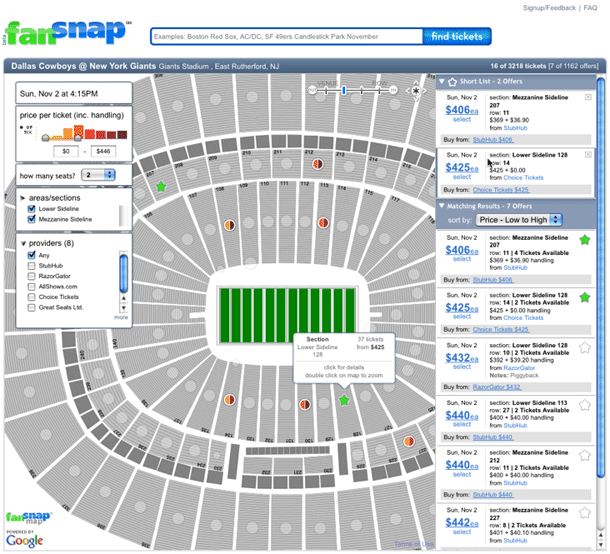 Signup/Feedback | FAQ
beta fansnap
Examples: Boston Red Sox, AC/DC, SF 49ers Candlestick Park November
find tickets
Dallas Cowboys @ New York Giants Giants Stadium , East Rutherford, NJ
16 of 3218 tickets [7 of 1162 offers]
Sun, Nov 2 at 4:15PM
price per ticket (inc. handling)
# OF
TIX
$0 - $446
how many seats? 2
areas/sections
Lower Sideline
Mezzanine Sideline
providers (8)
Any
StubHub
RazorGator
AllShows.com
Choice Tickets
Great Seats Ltd.
more
VENUE
ROW
Section
Lower Sideline
128
37 tickets
from $425
click for details
double click on map to zoom
fansnap
map
POWERED BY
Google
Terms of Use
Short List - 2 Offers
Sun, Nov 2
$406ea
select
section: Mezzanine Sideline
207
row: 11
$369 + $36.90
from StubHub
Buy from: StubHub $406
Sun, Nov 2
$425ea
select
section: Lower Sideline 128
row: 14
$425 + $0.00
from Choice Tickets
Buy from: Choice Tickets $425
Matching Results - 7 Offers
sort by: Price - Low to High
Sun, Nov 2
$406ea
select
section: Mezzanine Sideline
207
row: 11 | 4 Tickets Available
$369 + $36.90 handling
from StubHub
Buy from: StubHub $406
Sun, Nov 2
$425ea
select
section: Lower Sideline 128
row: 14 | 2 Tickets Available
$425 + $0.00 handling
from Choice Tickets
Buy from: Choice Tickets $425
Sun, Nov 2
$432ea
select
section: Lower Sideline 128
row: 10 | 2 Tickets Available
$392 + $39.20 handling
from RazorGator
Notes: Piggyback
Buy from: RazorGator $432
Sun, Nov 2
$440ea
select
section: Lower Sideline 113
row: 27 | 2 Tickets Available
$400 + $40.00 handling
from StubHub
Buy from: StubHub $440
Sun, Nov 2
$440ea
select
section: Mezzanine Sideline
212
row: 11 | 2 Tickets Available
$400 + $40.00 handling
from StubHub
Buy from: StubHub $440
Sun, Nov 2
$442ea
select
section: Mezzanine Sideline
227
row: 8 | 2 Tickets Available
$401 + $40.10 handling